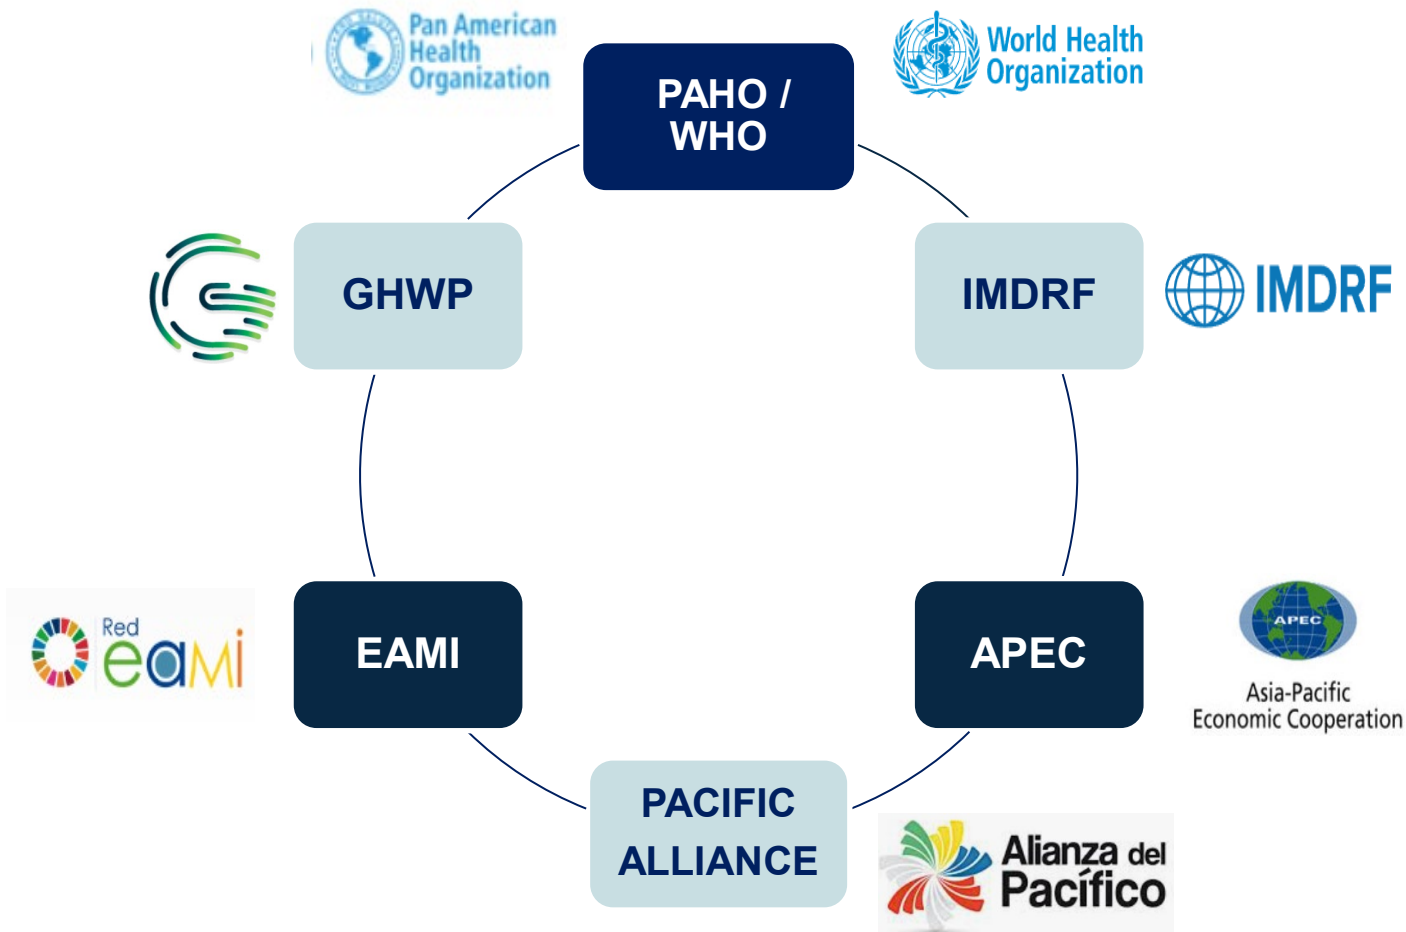 Pan American
Health
Organization
PAHO /
WHO
World Health
Organization
GHWP
IMDRF
IMDRF
Red
eami
EAMI
APEC
APEC
Asia-Pacific
Economic Cooperation
PACIFIC
ALLIANCE
Alianza del
Pacífico